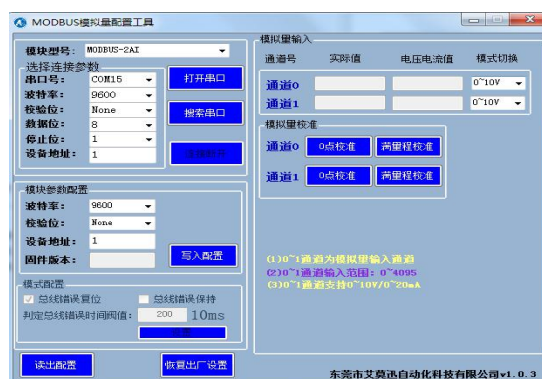 MODBUS模拟量配置工具
模块型号: MODBUS-2AI
选择连接参数
串口号: COM15
打开串口
波特率: 9600
校验位: None
搜索串口
数据位: 8
停止位: 1
设备地址: 1
模块参数配置
波特率: 9600
校验位: None
设备地址: 1
固件版本:
写入配置
模式配置
总线错误复位
总线错误保持
判定总线错误时间阀值: 200 10ms
读出配置
恢复出厂设置
模拟量输入
通道号 实际值 电压电流值 模式切换
通道0 0~10V
通道1 0~10V
模拟量校准
通道0 0点校准 满量程校准
通道1 0点校准 满量程校准
(1)0~1通道为模拟量输入通道
(2)0~1通道输入范围: 0~4095
(3)0~1通道支持0~10V/0~20mA
东莞市艾莫迅自动化科技有限公司v1.0.3